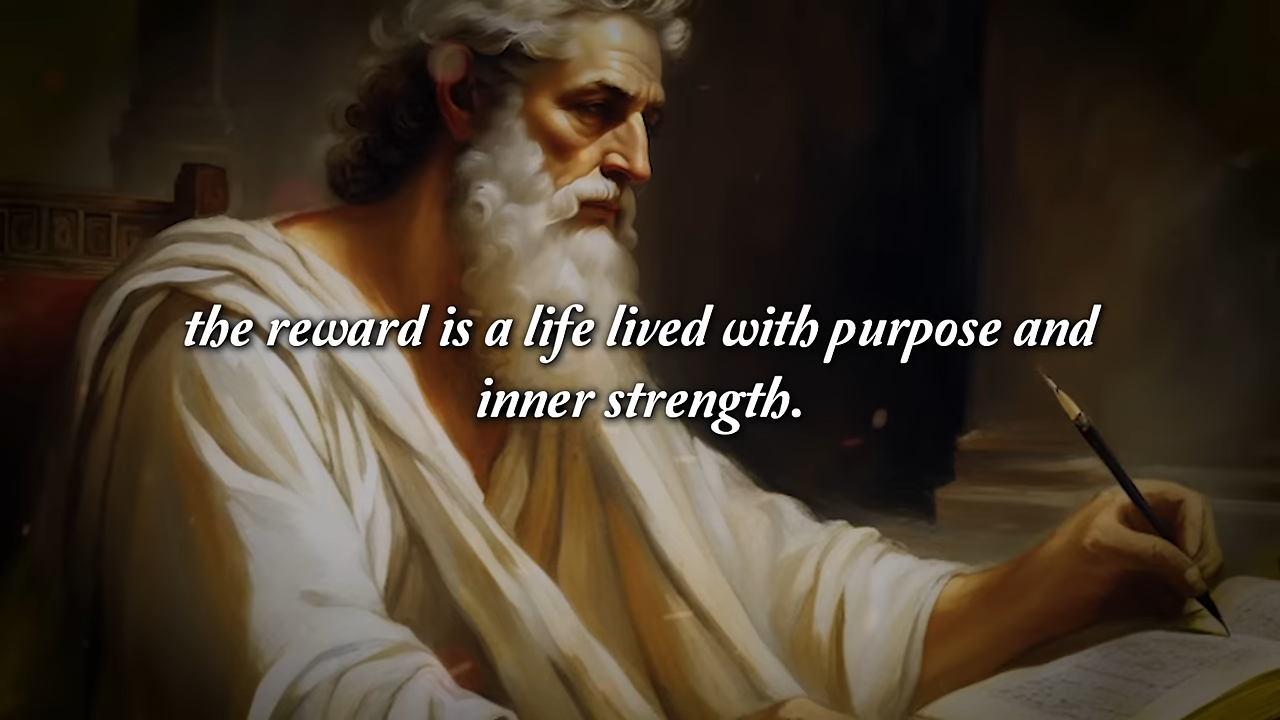 the reward is a life lived with purpose and
inner strength.